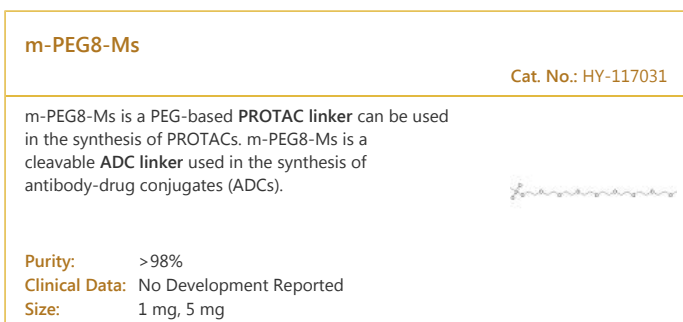 m-PEG8-Ms
Cat. No.: HY-117031
m-PEG8-Ms is a PEG-based PROTAC linker can be used
in the synthesis of PROTACs. m-PEG8-Ms is a
cleavable ADC linker used in the synthesis of
antibody-drug conjugates (ADCs).
Purity: >98%
Clinical Data: No Development Reported
Size: 1 mg, 5 mg